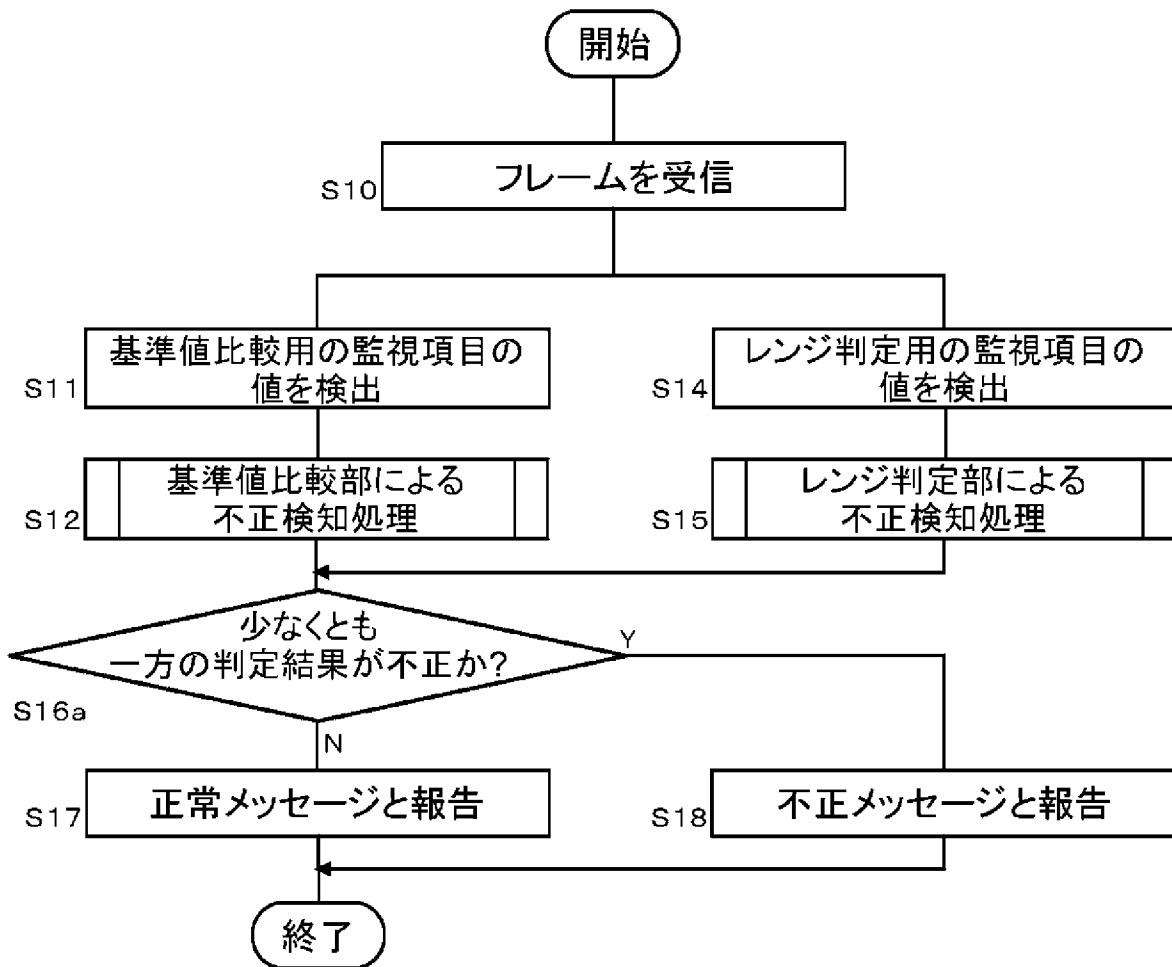 開始
フレームを受信
S10
基準値比較用の監視項目の
値を検出
S11
レンジ判定用の監視項目の
値を検出
S14
基準値比較部による
不正検知処理
S12
レンジ判定部による
不正検知処理
S15
少なくとも
一方の判定結果が不正か?
Y
S16a
N
正常メッセージと報告
S17
不正メッセージと報告
S18
終了